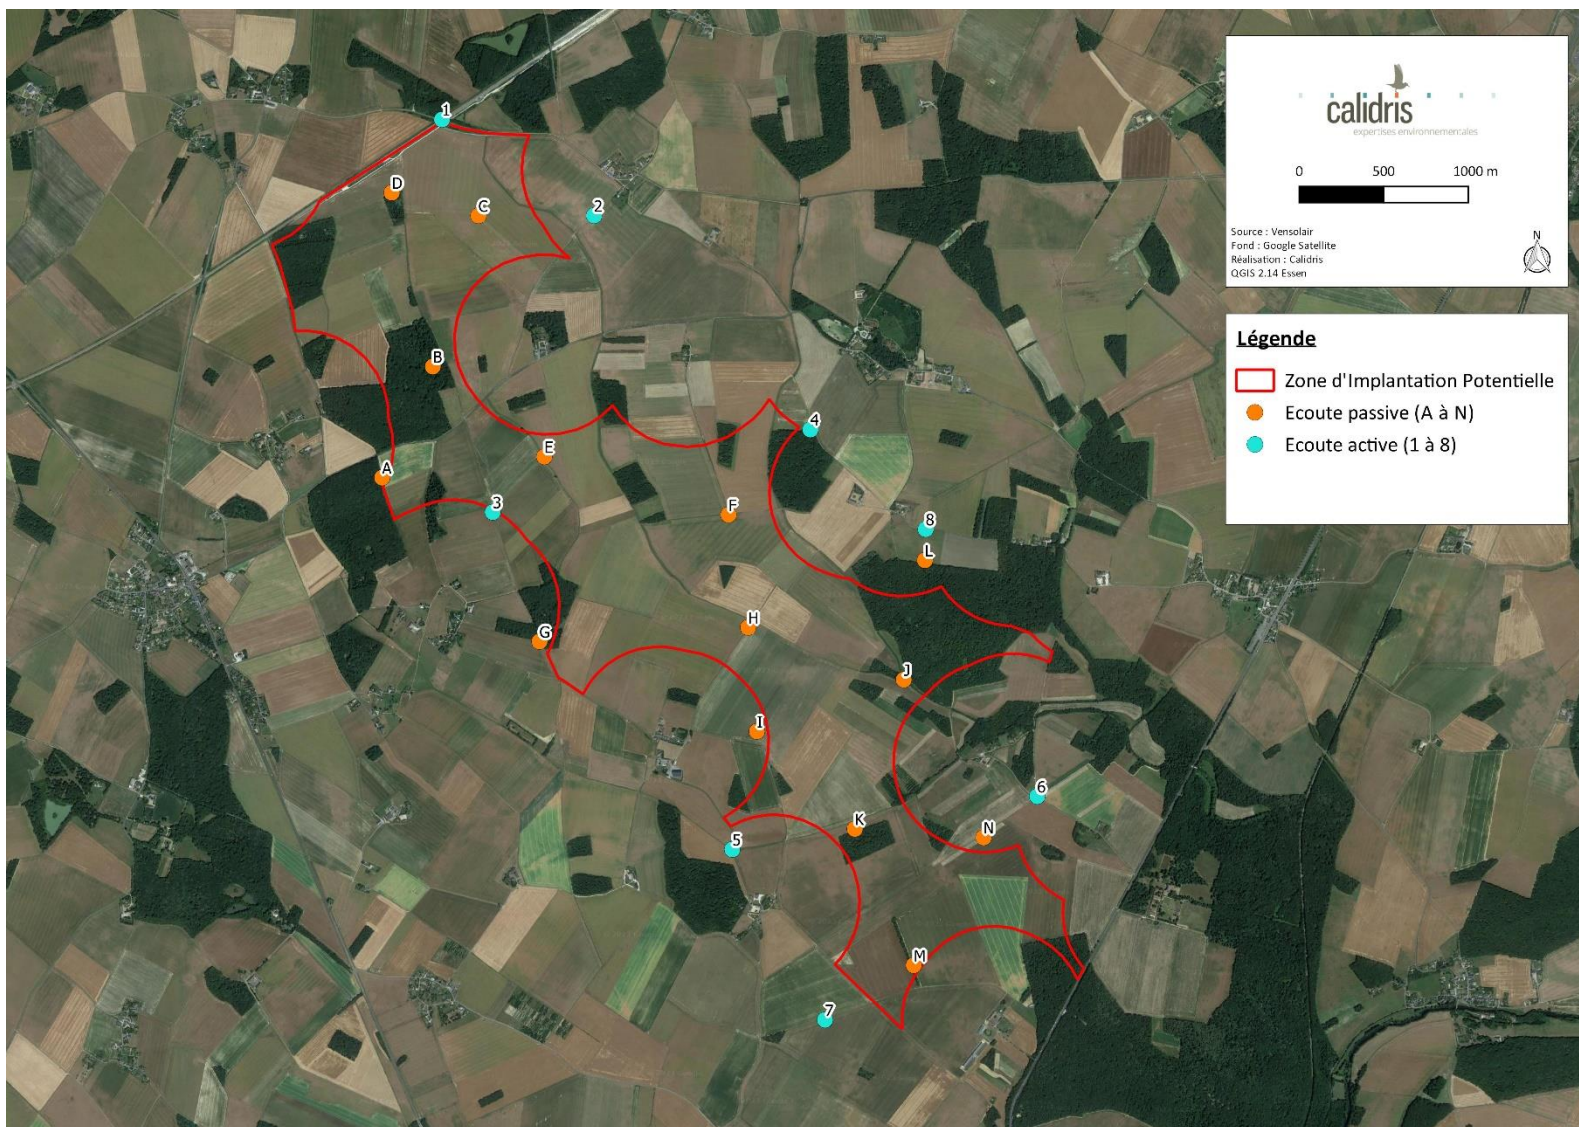 calidris
expertises environnementales
0 500 1000 m
Source : Vensolair
Fond : Google Satellite
Réalisation : Calidris
QGIS 2.14 Essen
N
Légende
Zone d'Implantation Potentielle
Ecoute passive (A à N)
Ecoute active (1 à 8)
1
D
C
2
B
4
E
A
3
F
8
L
H
G
J
I
6
K
N
5
M
7